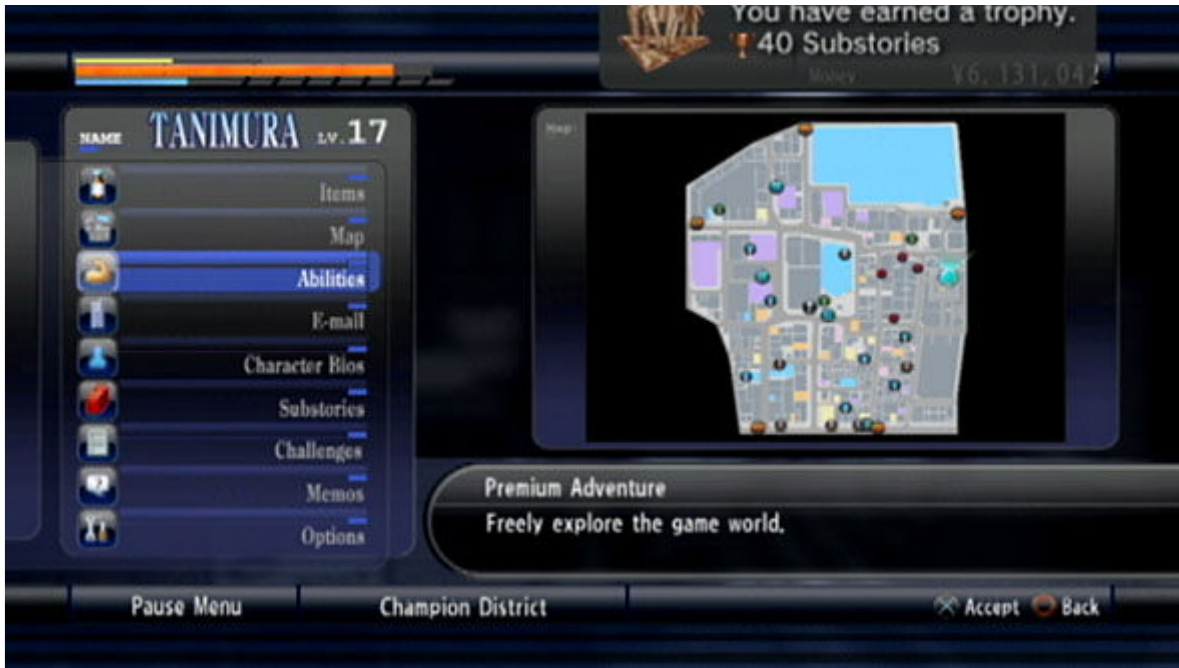 You have earned a trophy.
40 Substories
Money ¥6,131,042
NAME TANIMURA LV.17
Map:
Items
Map
Abilities
E-mail
Character Bios
Substories
Challenges
Memos
Options
Premium Adventure
Freely explore the game world.
Pause Menu
Champion District
Accept Back